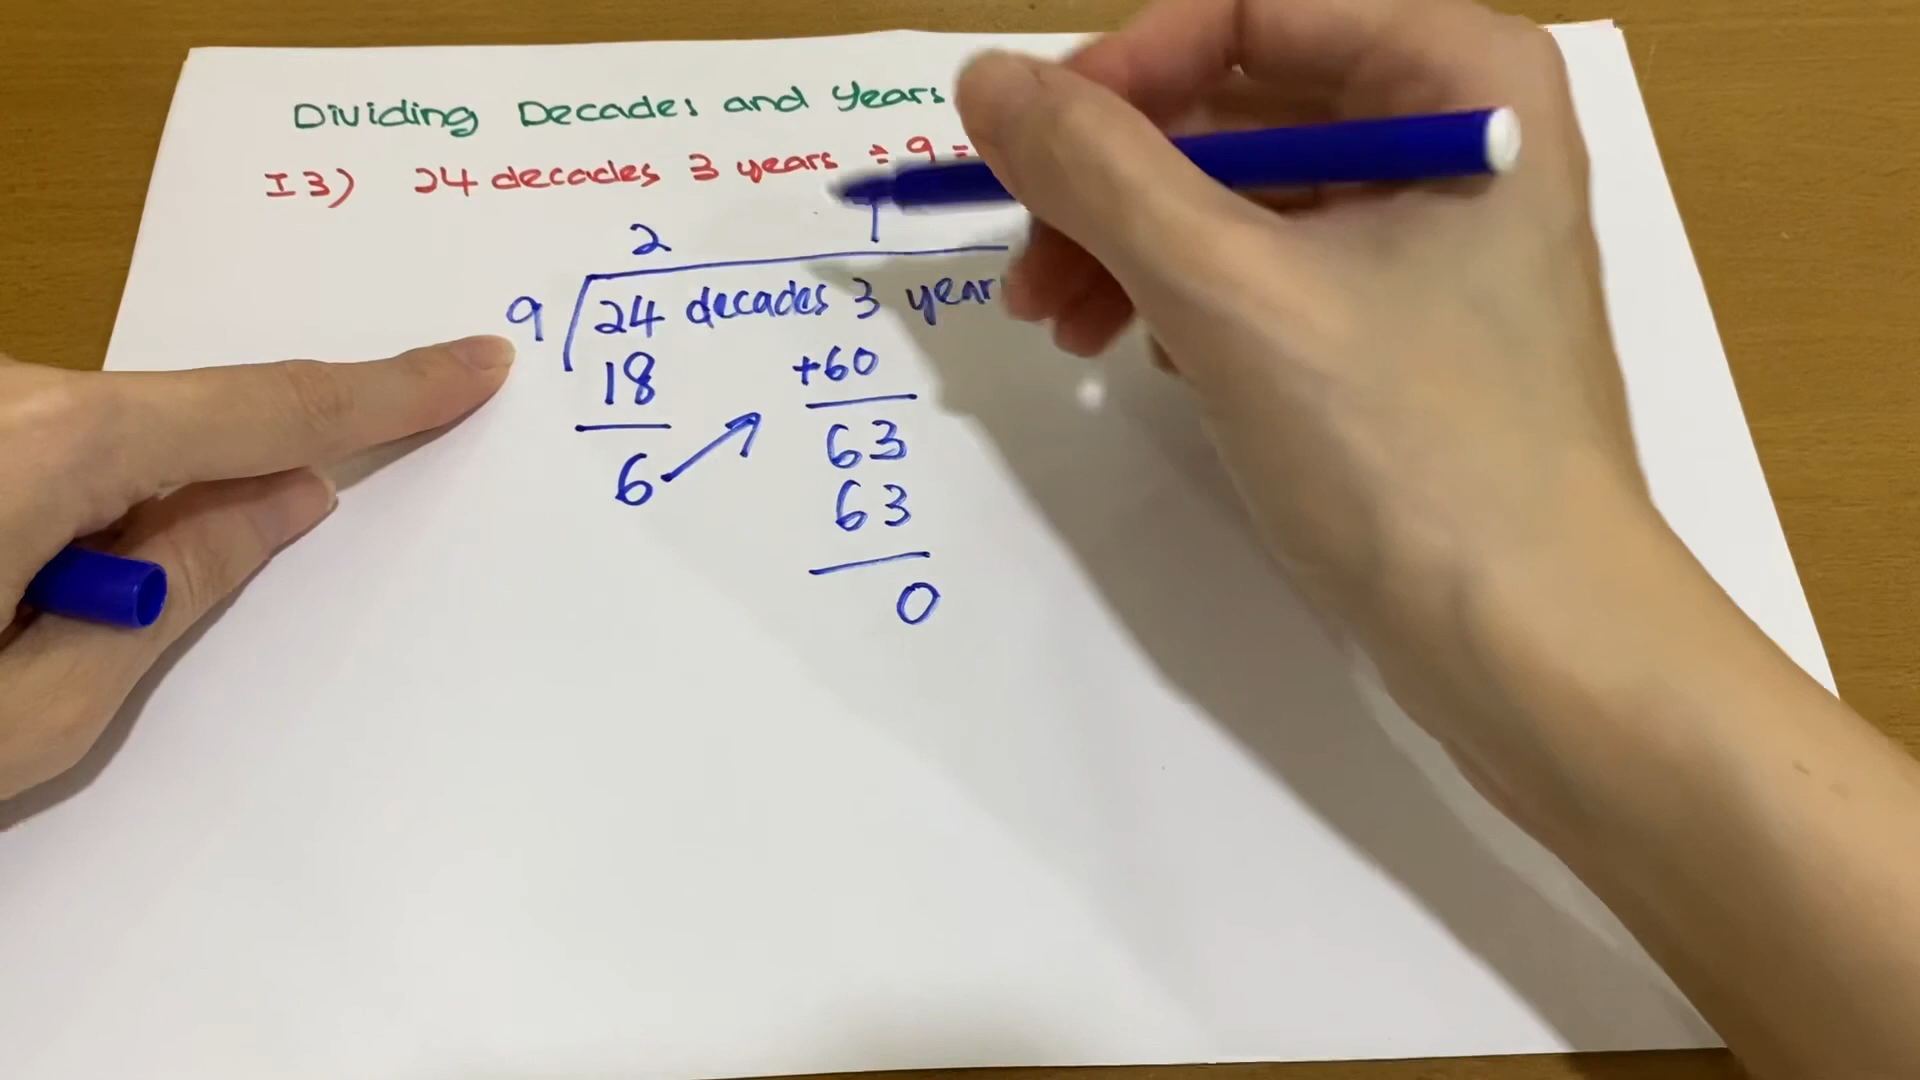 Dividing Decades and Years
I3) 24 decades 3 years ÷ 9 =
2
9 24 decades 3 year
18 +60
6 63
63
0